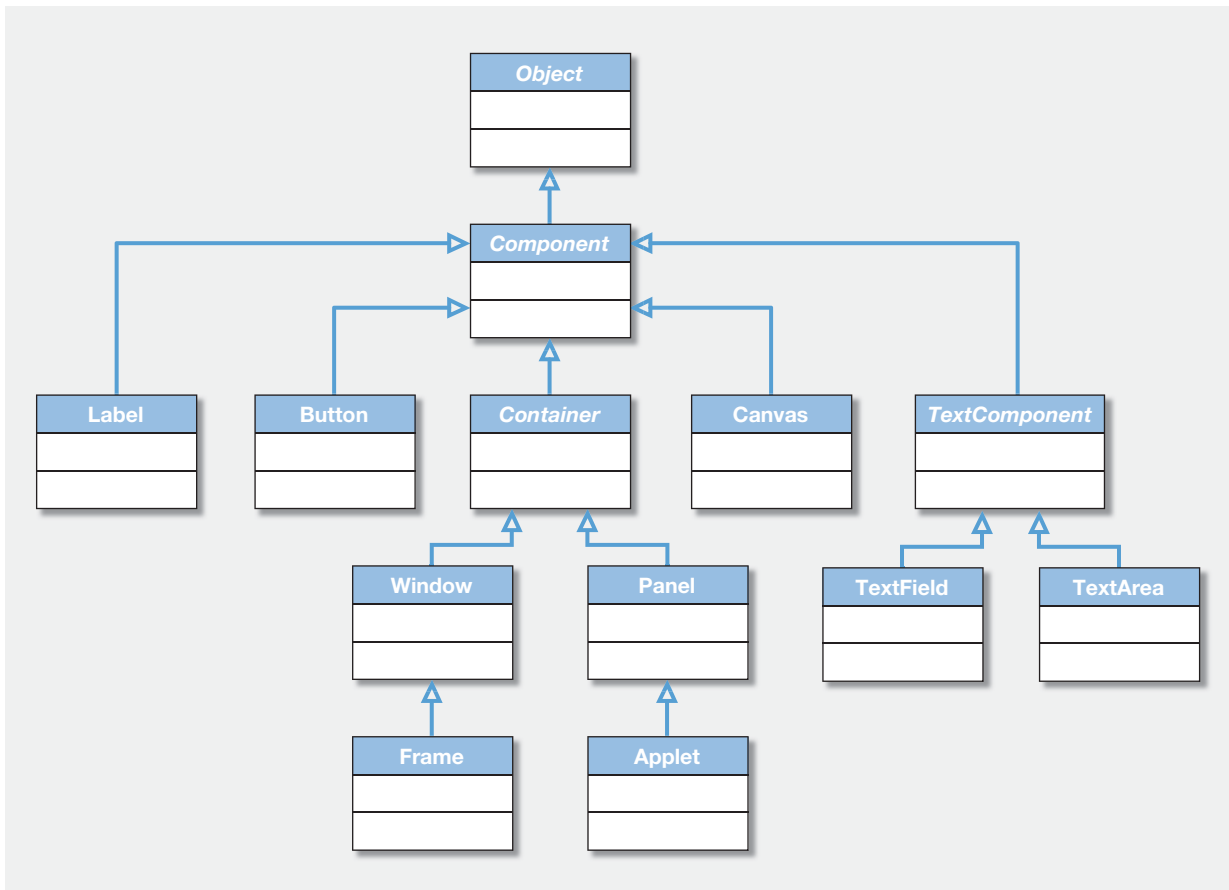 Object
Component
Label
Button
Container
Canvas
TextComponent
Window
Panel
TextField
TextArea
Frame
Applet